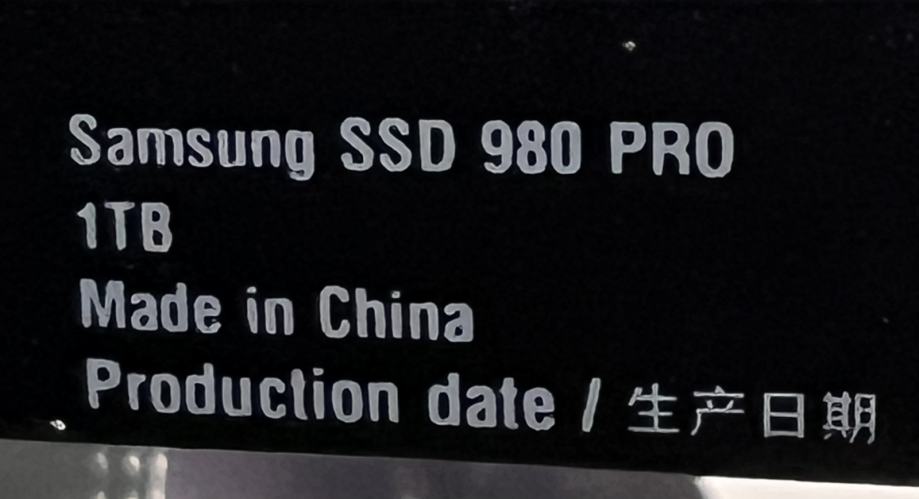 Samsung SSD 980 PRO
1TB
Made in China
Production date / 生产日期